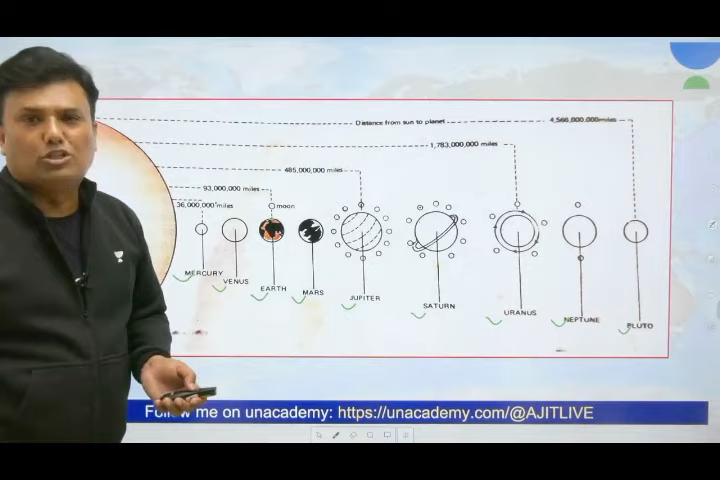 Distance from sun to planet
4,566,000,000miles
1,783,000,000 miles
485,000,000 miles
93,000,000 miles
36,000,000 miles
moon
MERCURY
VENUS
EARTH
MARS
JUPITER
SATURN
URANUS
NEPTUNE
PLUTO
Follow me on unacademy: https://unacademy.com/@AJITLIVE